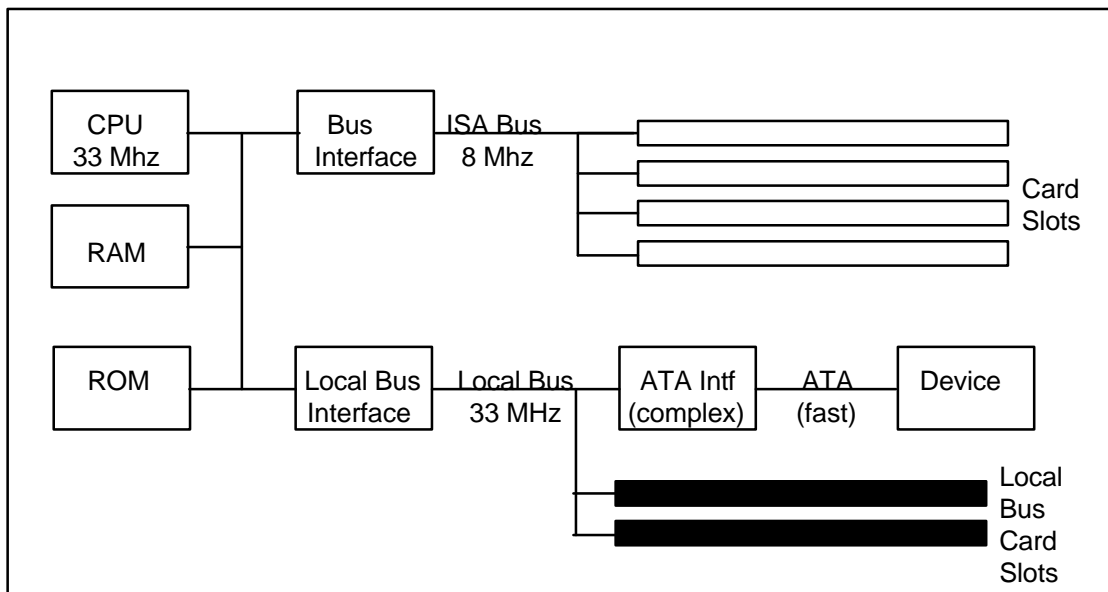 CPU
33 Mhz
Bus
Interface
ISA Bus
8 Mhz
Card
Slots
RAM
ROM
Local Bus
Interface
Local Bus
33 MHz
ATA Intf
(complex)
ATA
(fast)
Device
Local
Bus
Card
Slots